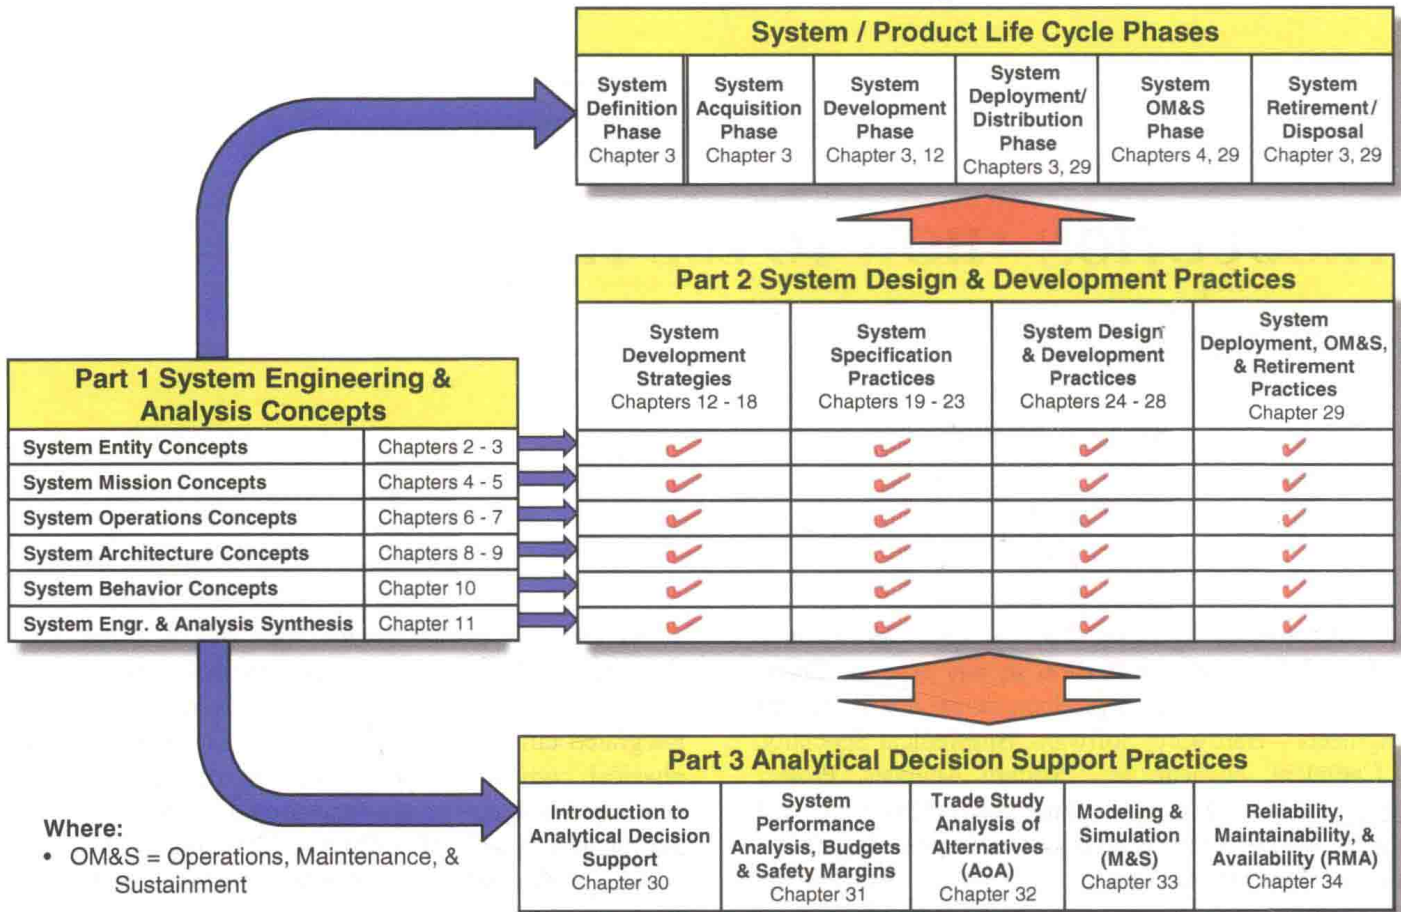 System / Product Life Cycle Phases
System
Definition
Phase
Chapter 3
System
Acquisition
Phase
Chapter 3
System
Development
Phase
Chapter 3, 12
System
Deployment/
Distribution
Phase
Chapters 3, 29
System
OM&S
Phase
Chapters 4, 29
System
Retirement/
Disposal
Chapter 3, 29
Part 2 System Design & Development Practices
System
Development
Strategies
Chapters 12 - 18
System
Specification
Practices
Chapters 19 - 23
System Design
& Development
Practices
Chapters 24 - 28
System
Deployment, OM&S,
& Retirement
Practices
Chapter 29
Part 1 System Engineering &
Analysis Concepts
System Entity Concepts Chapters 2 - 3
System Mission Concepts Chapters 4 - 5
System Operations Concepts Chapters 6 - 7
System Architecture Concepts Chapters 8 - 9
System Behavior Concepts Chapter 10
System Engr. & Analysis Synthesis Chapter 11
Part 3 Analytical Decision Support Practices
Introduction to
Analytical Decision
Support
Chapter 30
System
Performance
Analysis, Budgets
& Safety Margins
Chapter 31
Trade Study
Analysis of
Alternatives
(AoA)
Chapter 32
Modeling &
Simulation
(M&S)
Chapter 33
Reliability,
Maintainability, &
Availability (RMA)
Chapter 34
Where:
• OM&S = Operations, Maintenance, &
Sustainment